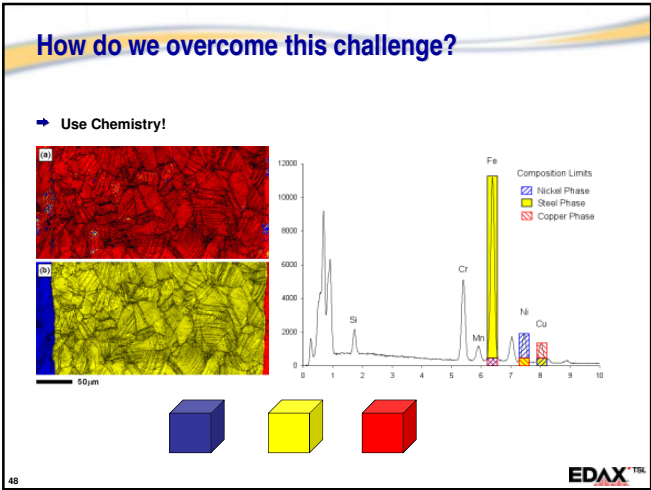 How do we overcome this challenge?
Use Chemistry!
(a)
(b)
50μm
12000
10000
8000
6000
4000
2000
0
0 1 2 3 4 5 6 7 8 9 10
Si
Cr
Mn
Fe
Ni
Cu
Composition Limits
Nickel Phase
Steel Phase
Copper Phase
48
EDAX TSL